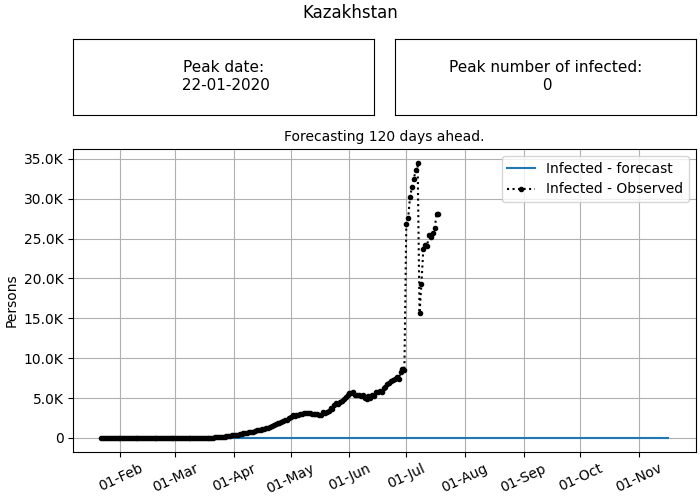 Kazakhstan
Peak date:
22-01-2020
Peak number of infected:
0
Forecasting 120 days ahead.
35.0K
30.0K
25.0K
20.0K
15.0K
10.0K
5.0K
0
Persons
Infected - forecast
Infected - Observed
01-Feb
01-Mar
01-Apr
01-May
01-Jun
01-Jul
01-Aug
01-Sep
01-Oct
01-Nov